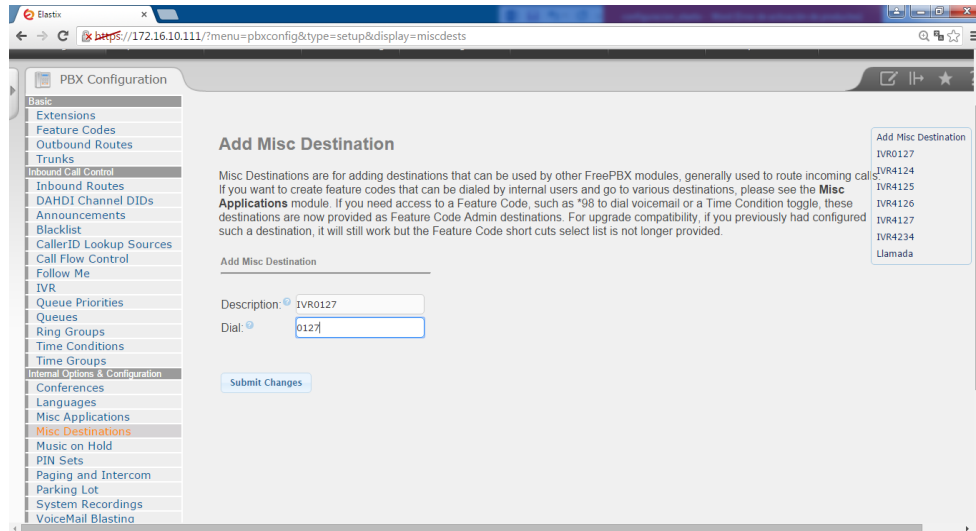 Elastix
https://172.16.10.111/?menu=pbxconfig&type=setup&display=miscdests
PBX Configuration
Basic
Extensions
Feature Codes
Outbound Routes
Trunks
Inbound Call Control
Inbound Routes
DAHDI Channel DIDs
Announcements
Blacklist
CallerID Lookup Sources
Call Flow Control
Follow Me
IVR
Queue Priorities
Queues
Ring Groups
Time Conditions
Time Groups
Internal Options & Configuration
Conferences
Languages
Misc Applications
Misc Destinations
Music on Hold
PIN Sets
Paging and Intercom
Parking Lot
System Recordings
VoiceMail Blasting
Add Misc Destination
Misc Destinations are for adding destinations that can be used by other FreePBX modules, generally used to route incoming calls.
If you want to create feature codes that can be dialed by internal users and go to various destinations, please see the Misc
Applications module. If you need access to a Feature Code, such as *98 to dial voicemail or a Time Condition toggle, these
destinations are now provided as Feature Code Admin destinations. For upgrade compatibility, if you previously had configured
such a destination, it will still work but the Feature Code short cuts select list is not longer provided.
Add Misc Destination
Description: IVR0127
Dial: 0127
Submit Changes
Add Misc Destination
IVR0127
IVR4124
IVR4125
IVR4126
IVR4127
IVR4234
Llamada